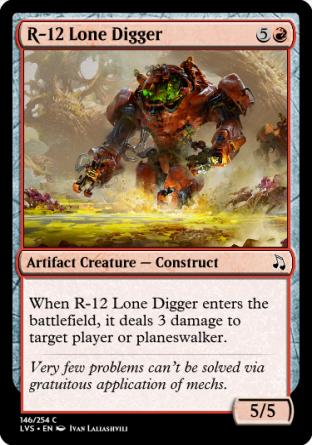 R-12 Lone Digger 5
Artifact Creature — Construct
When R-12 Lone Digger enters the
battlefield, it deals 3 damage to
target player or planeswalker.
Very few problems can't be solved via
gratuitous application of mechs.
5/5
146/254 C
LVS • EN Ivan Laliashvili